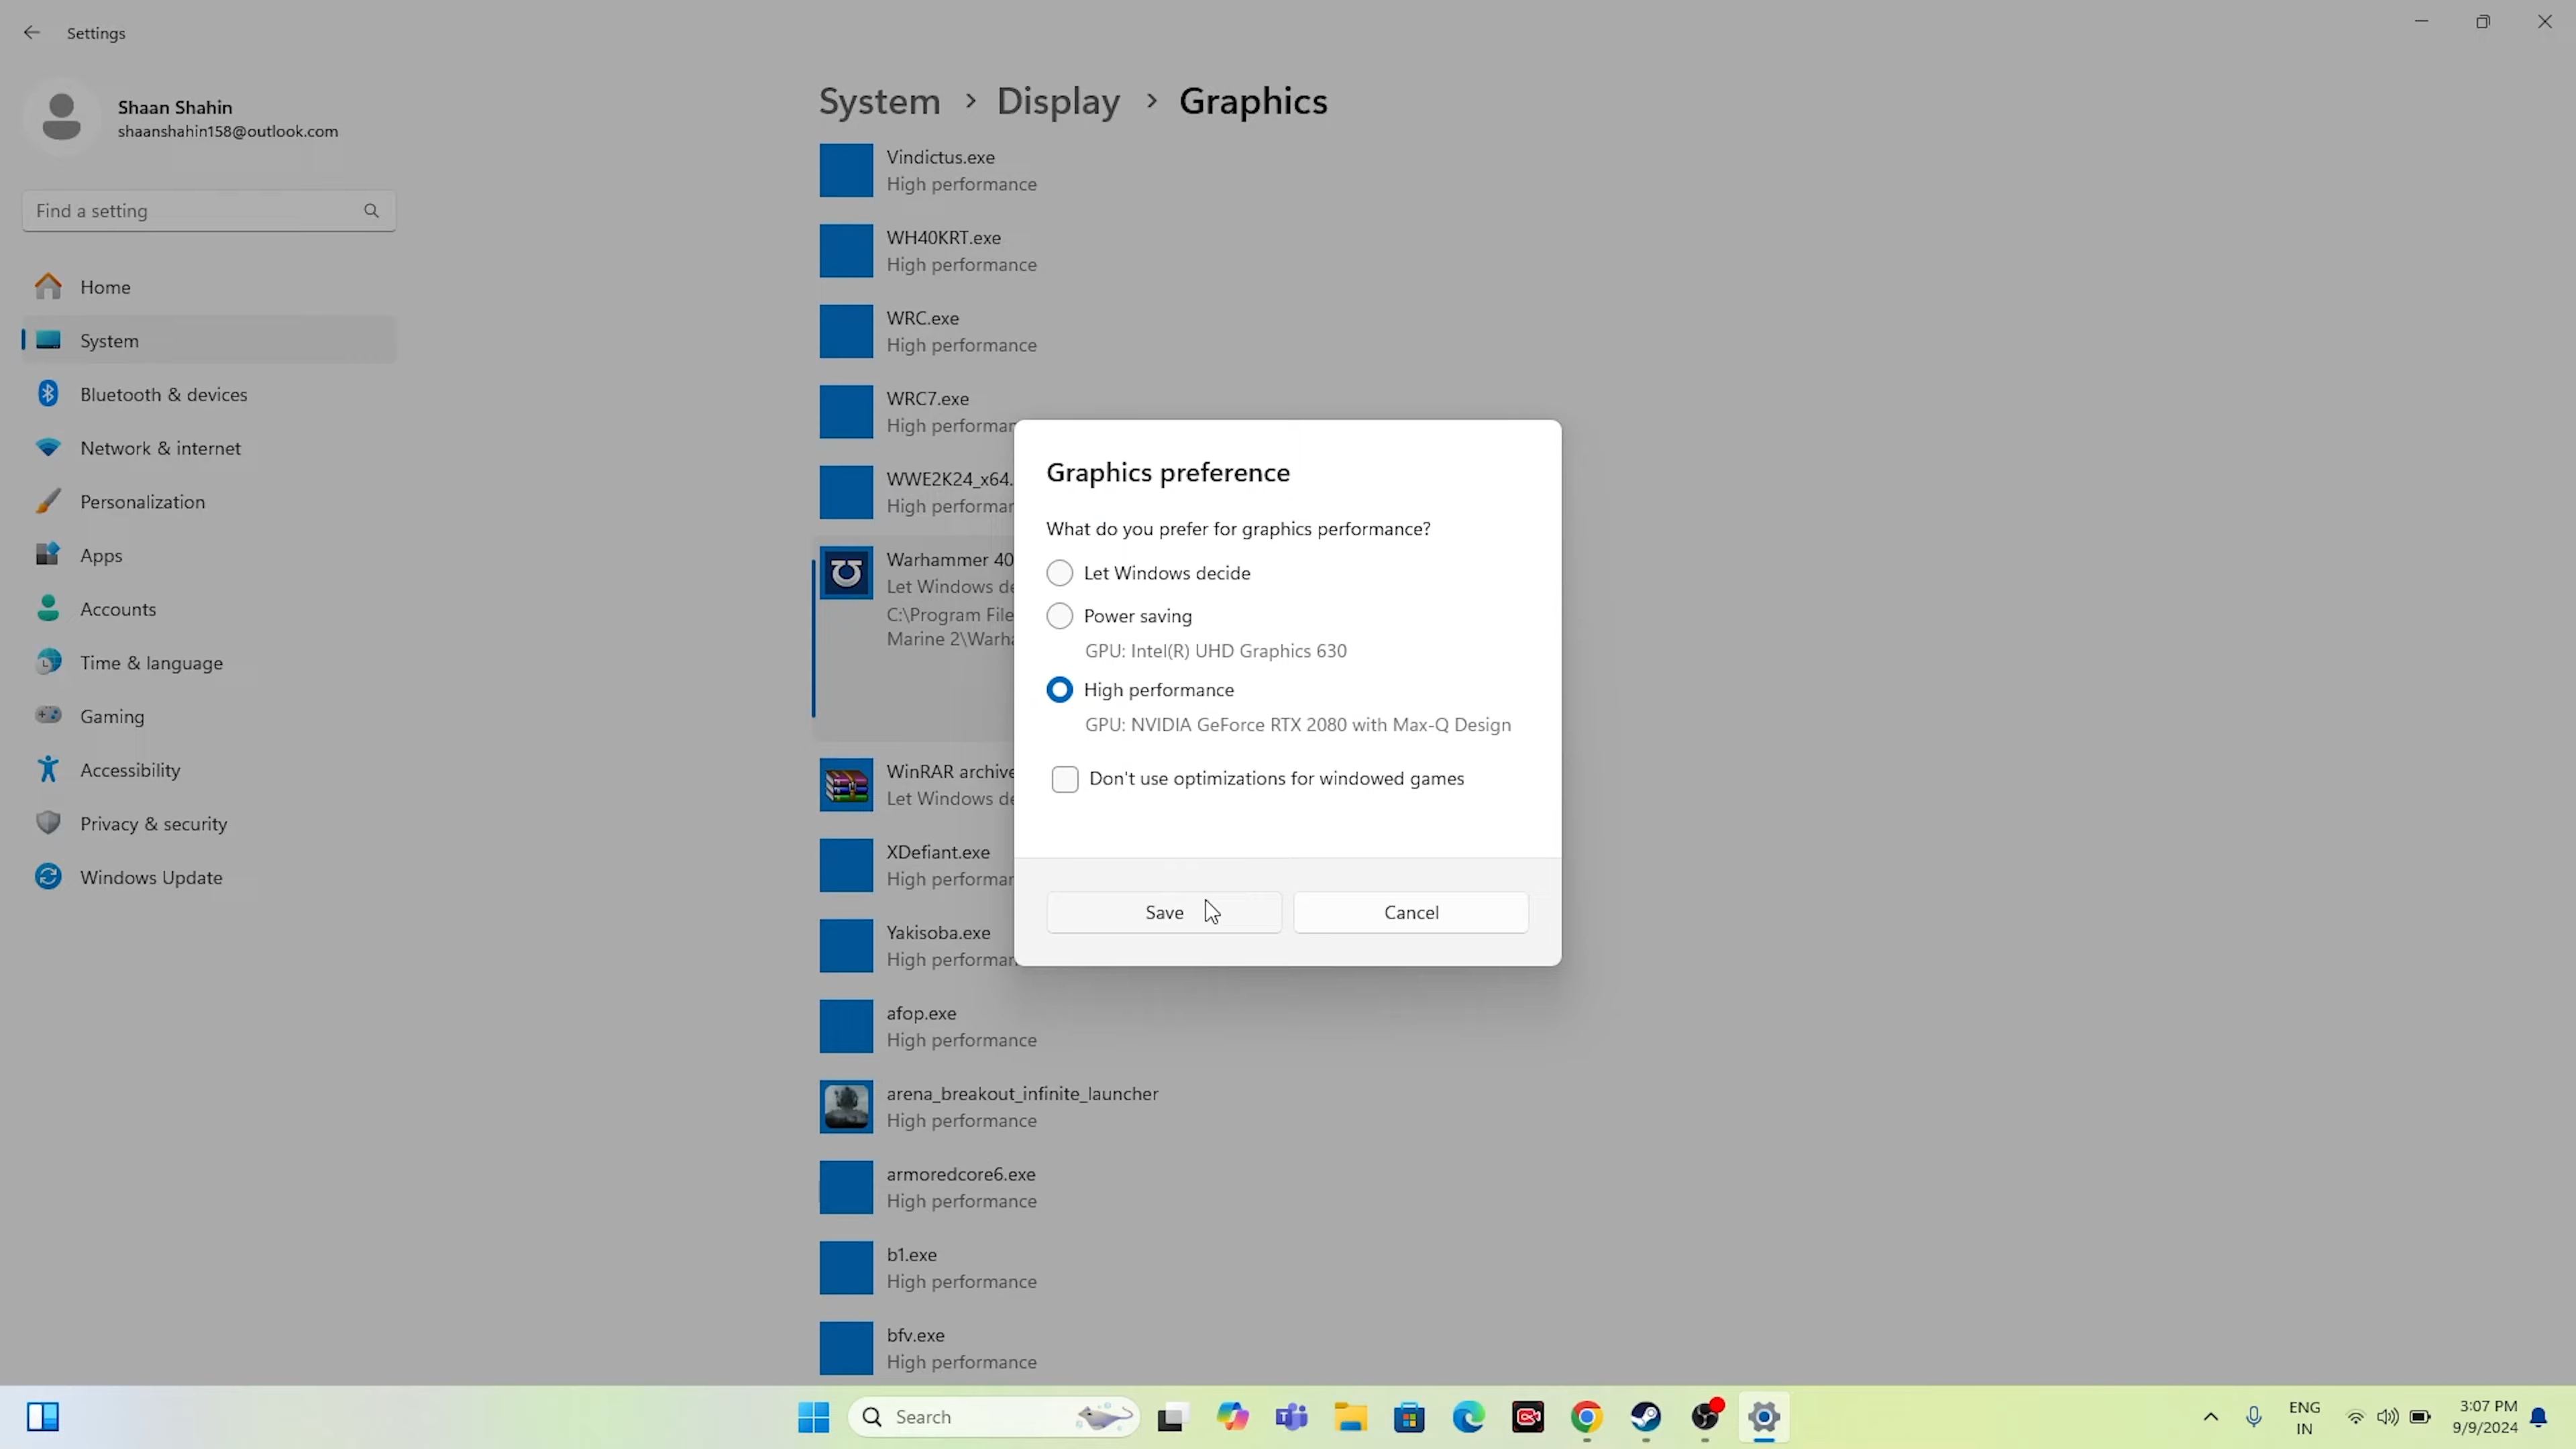 Settings
Shaan Shahin
shaanshahin158@outlook.com
Find a setting
Home
System
Bluetooth & devices
Network & internet
Personalization
Apps
Accounts
Time & language
Gaming
Accessibility
Privacy & security
Windows Update
System > Display > Graphics
Vindictus.exe
High performance
WH40KRT.exe
High performance
WRC.exe
High performance
WRC7.exe
High performan
WWE2K24_x64.
High performan
Warhammer 40
Let Windows de
C:\Program File
Marine 2\Warha
WinRAR archive
Let Windows de
XDefiant.exe
High performan
Yakisoba.exe
High performan
afop.exe
High performance
arena_breakout_infinite_launcher
High performance
armoredcore6.exe
High performance
b1.exe
High performance
bfv.exe
High performance
Graphics preference
What do you prefer for graphics performance?
Let Windows decide
Power saving
GPU: Intel(R) UHD Graphics 630
High performance
GPU: NVIDIA GeForce RTX 2080 with Max-Q Design
Don't use optimizations for windowed games
Save
Cancel
Search
ENG
IN
3:07 PM
9/9/2024